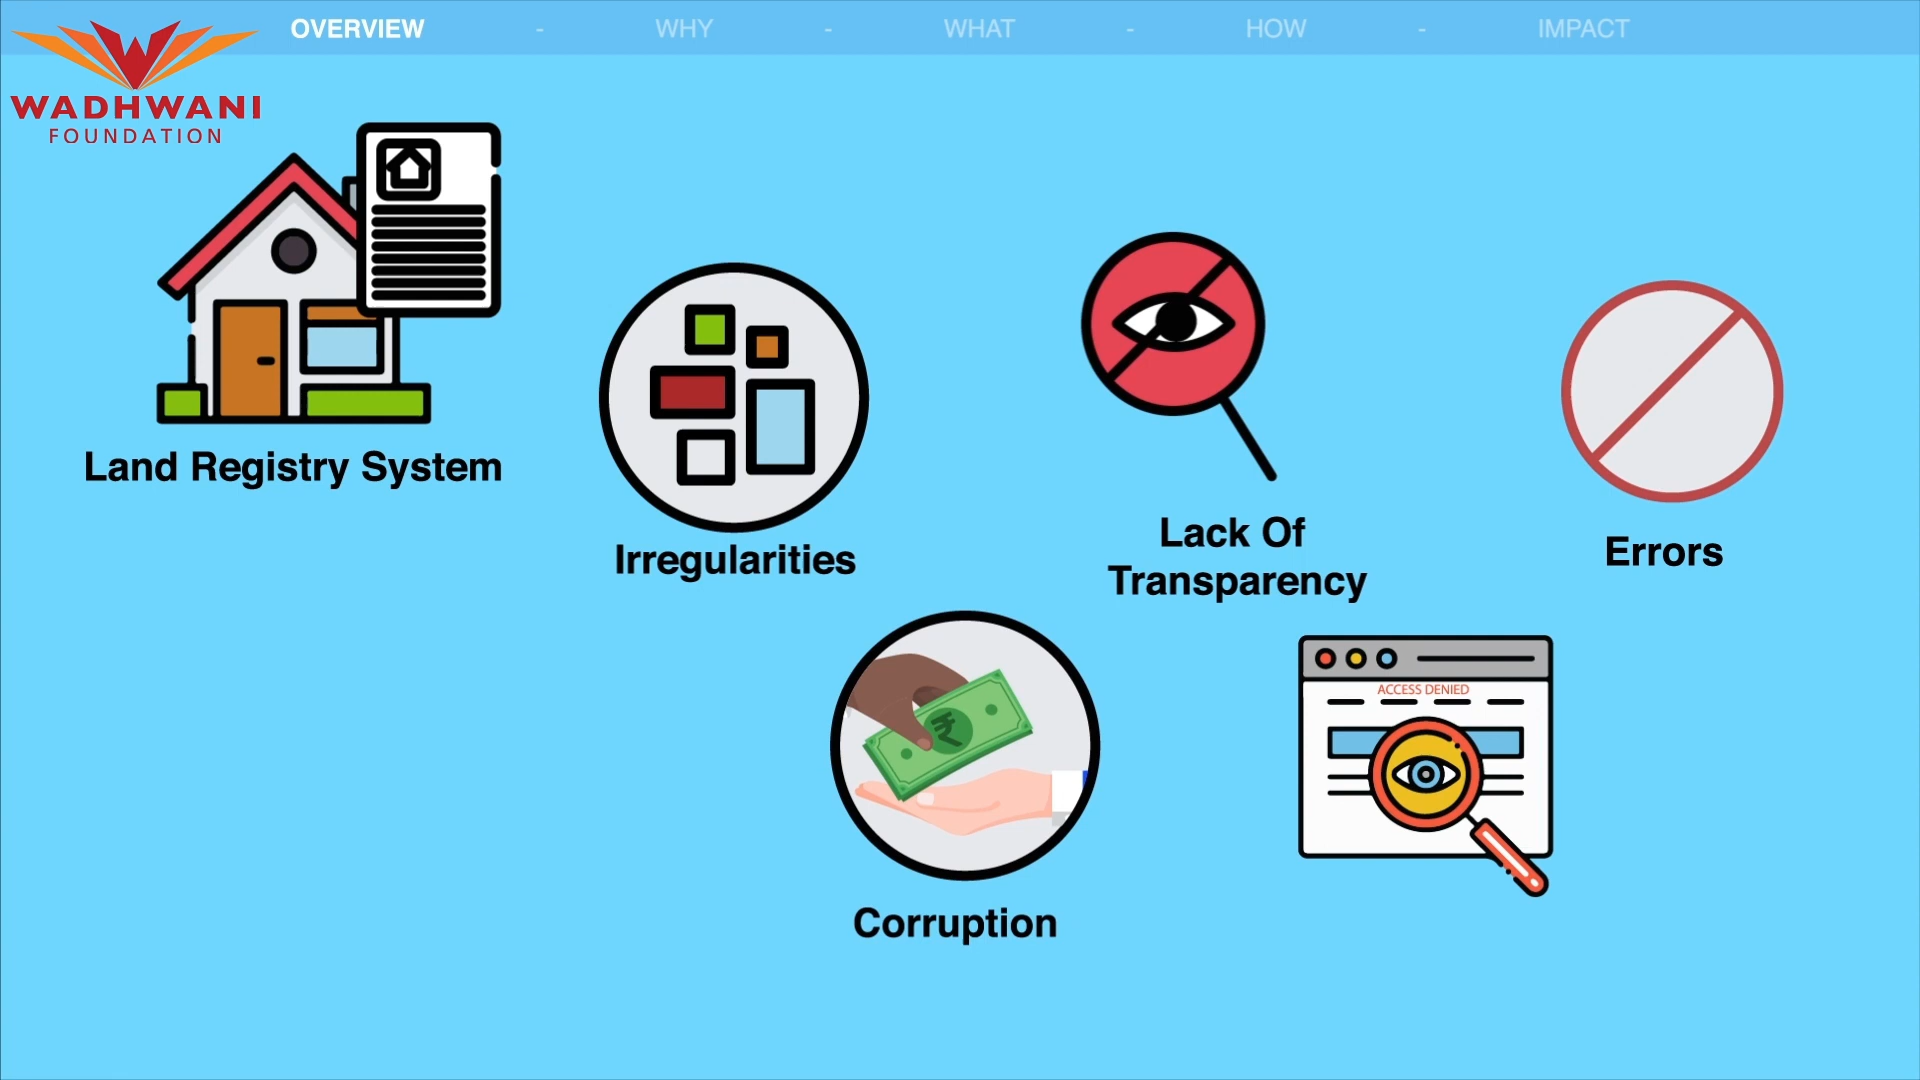 OVERVIEW - WHY - WHAT - HOW - IMPACT
WADHWANI
FOUNDATION
Land Registry System
Irregularities
Lack Of
Transparency
Errors
Corruption
₹
ACCESS DENIED